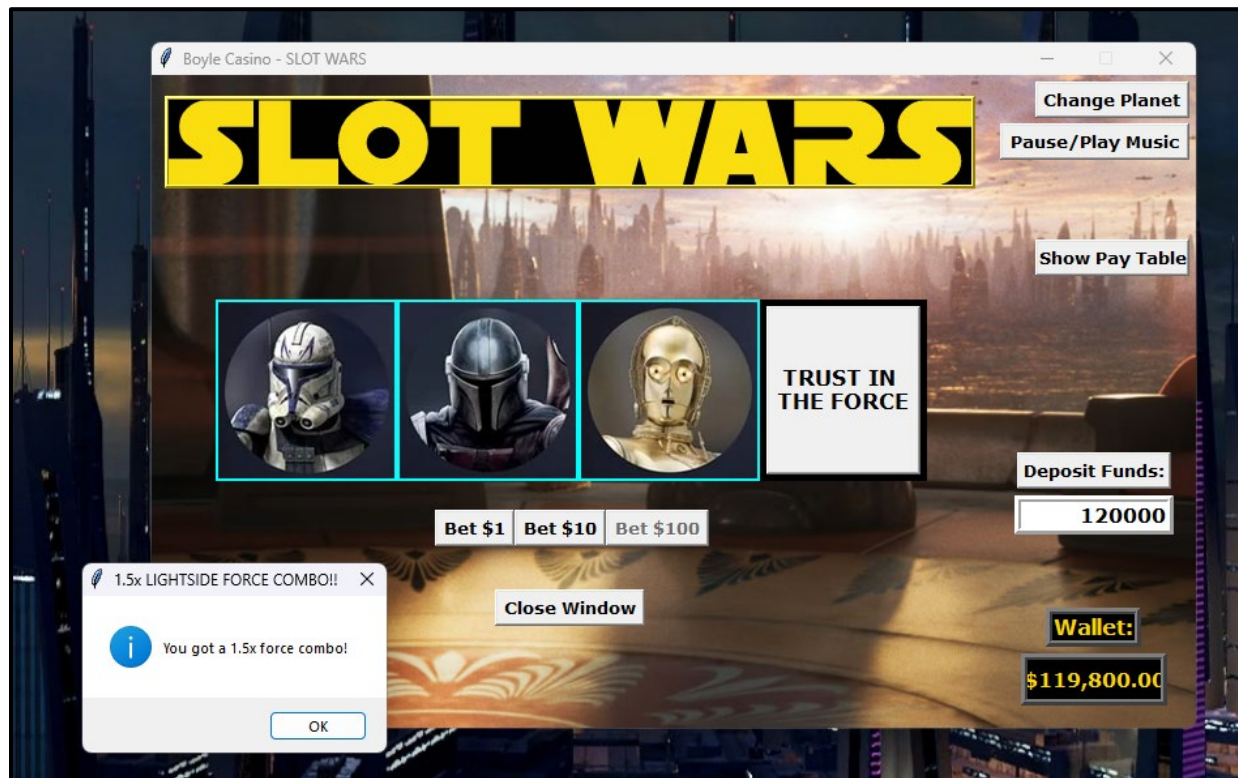 Boyle Casino - SLOT WARS
SLOT WARS
Change Planet
Pause/Play Music
Show Pay Table
TRUST IN
THE FORCE
Deposit Funds:
120000
Bet $1
Bet $10
Bet $100
1.5x LIGHTSIDE FORCE COMBO!!
You got a 1.5x force combo!
OK
Close Window
Wallet:
$119,800.00